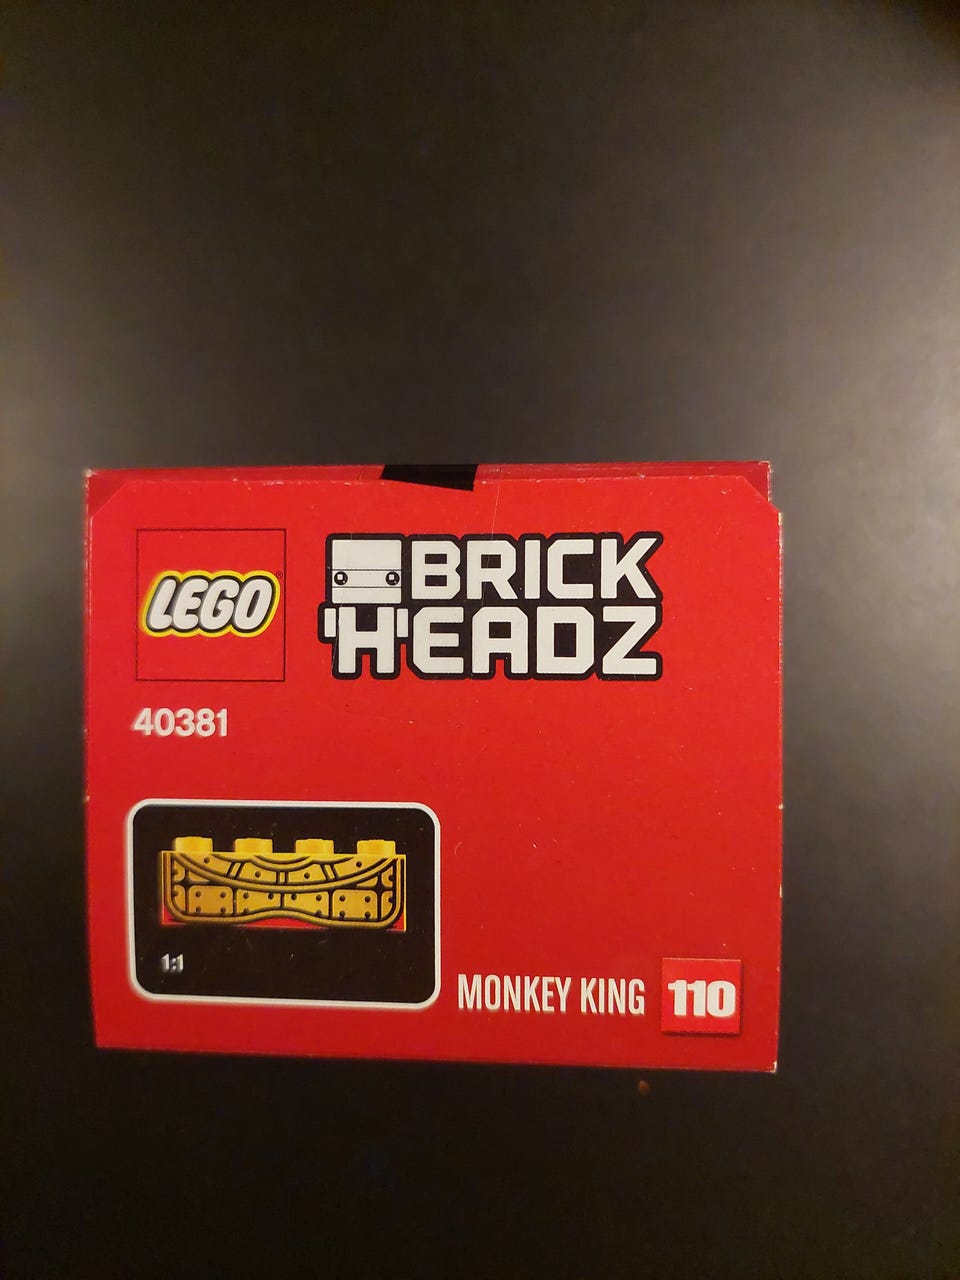 LEGO®
BRICK
HEADZ
40381
1:1
MONKEY KING 110